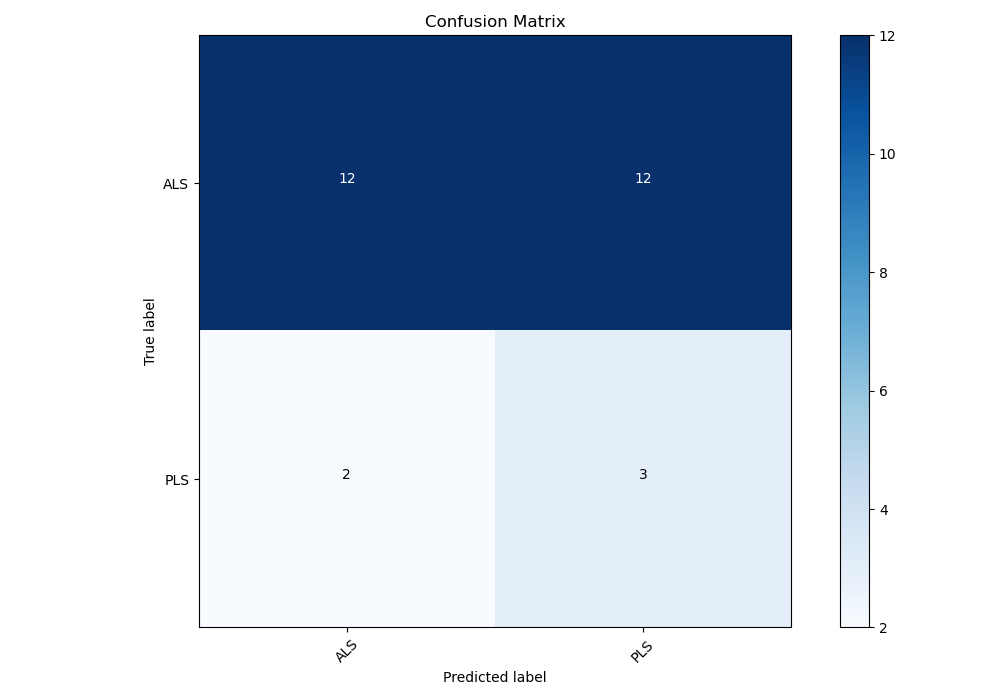 Confusion Matrix
ALS
12
12
PLS
2
3
True label
ALS
PLS
Predicted label
12
10
8
6
4
2